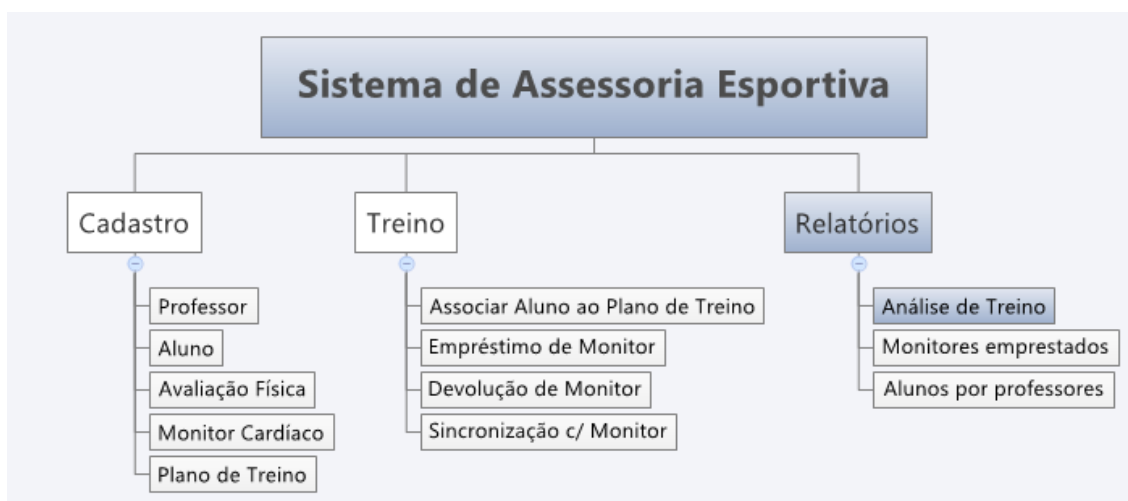 Sistema de Assessoria Esportiva
Cadastro
Professor
Aluno
Avaliação Física
Monitor Cardíaco
Plano de Treino
Treino
Associar Aluno ao Plano de Treino
Empréstimo de Monitor
Devolução de Monitor
Sincronização c/ Monitor
Relatórios
Análise de Treino
Monitores emprestados
Alunos por professores